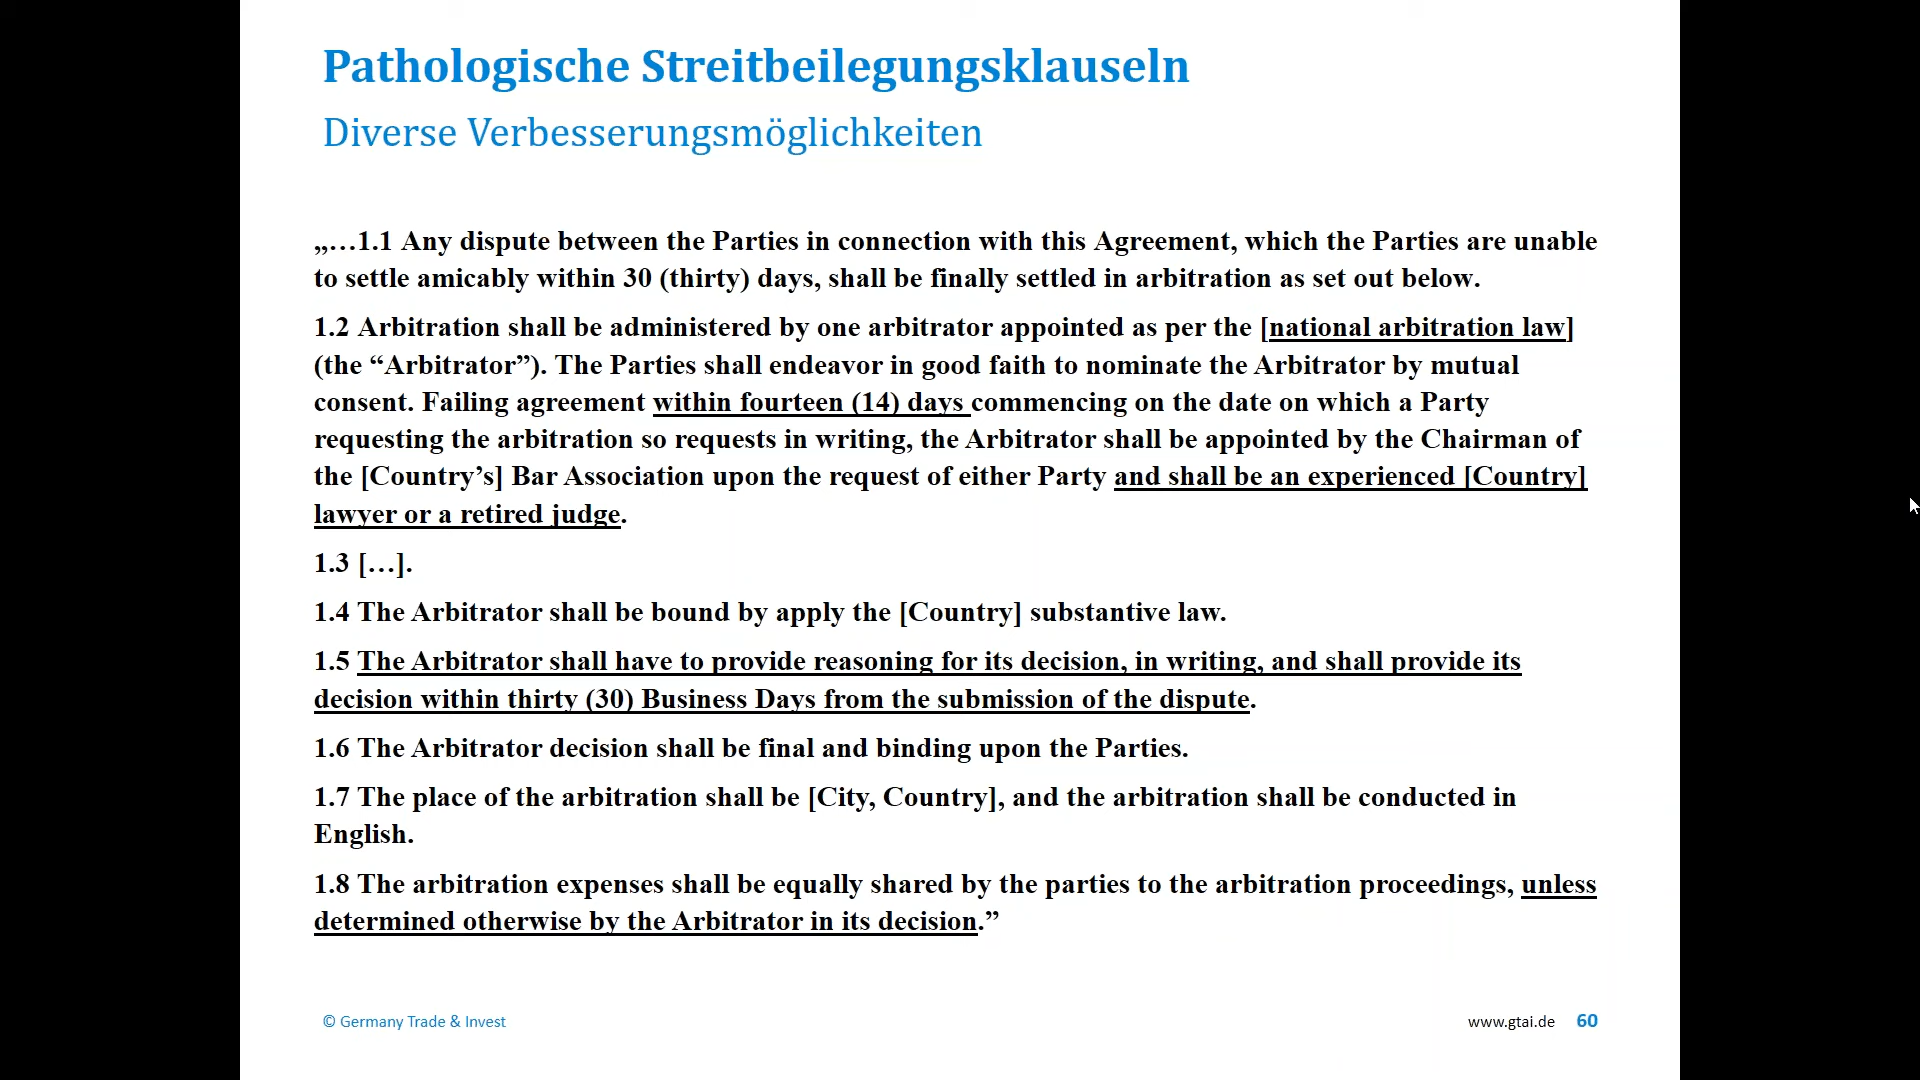 Pathologische Streitbeilegungsklauseln
Diverse Verbesserungsmöglichkeiten
„…1.1 Any dispute between the Parties in connection with this Agreement, which the Parties are unable
to settle amicably within 30 (thirty) days, shall be finally settled in arbitration as set out below.
1.2 Arbitration shall be administered by one arbitrator appointed as per the [national arbitration law]
(the “Arbitrator”). The Parties shall endeavor in good faith to nominate the Arbitrator by mutual
consent. Failing agreement within fourteen (14) days commencing on the date on which a Party
requesting the arbitration so requests in writing, the Arbitrator shall be appointed by the Chairman of
the [Country’s] Bar Association upon the request of either Party and shall be an experienced [Country]
lawyer or a retired judge.
1.3 […].
1.4 The Arbitrator shall be bound by apply the [Country] substantive law.
1.5 The Arbitrator shall have to provide reasoning for its decision, in writing, and shall provide its
decision within thirty (30) Business Days from the submission of the dispute.
1.6 The Arbitrator decision shall be final and binding upon the Parties.
1.7 The place of the arbitration shall be [City, Country], and the arbitration shall be conducted in
English.
1.8 The arbitration expenses shall be equally shared by the parties to the arbitration proceedings, unless
determined otherwise by the Arbitrator in its decision.”
© Germany Trade & Invest
www.gtai.de 60